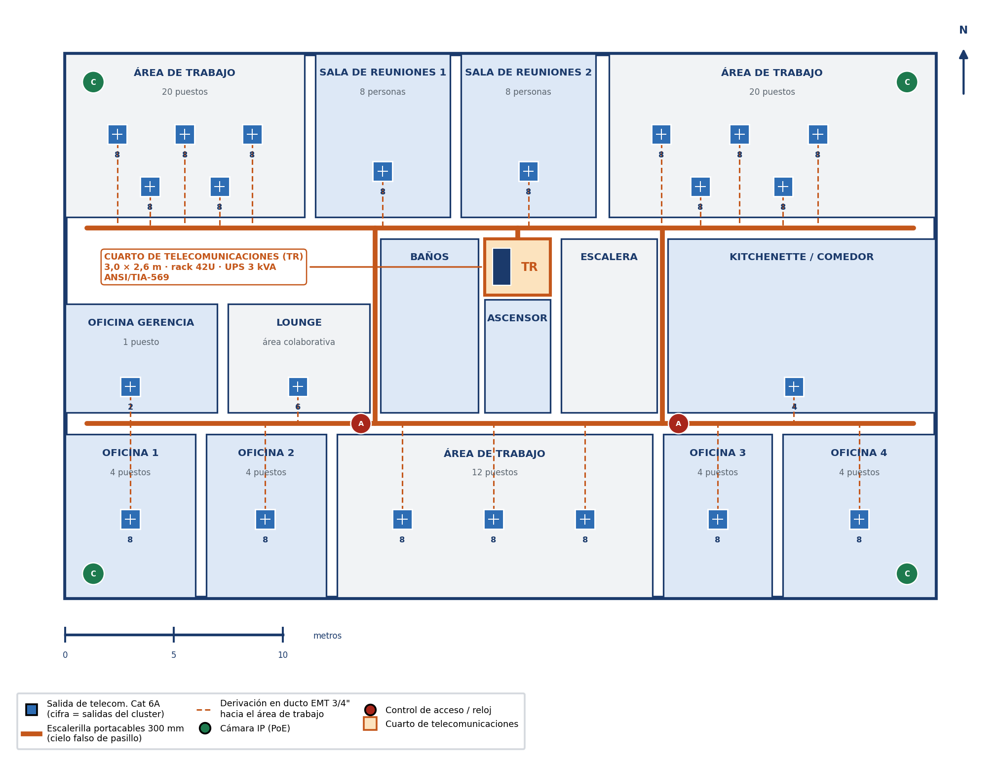 N
ÁREA DE TRABAJO
20 puestos
C
8
8
8
8
8
SALA DE REUNIONES 1
8 personas
8
SALA DE REUNIONES 2
8 personas
8
ÁREA DE TRABAJO
20 puestos
C
8
8
8
8
8
CUARTO DE TELECOMUNICACIONES (TR)
3,0 × 2,6 m · rack 42U · UPS 3 kVA
ANSI/TIA-569
BAÑOS
TR
ASCENSOR
ESCALERA
KITCHENETTE / COMEDOR
4
OFICINA GERENCIA
1 puesto
2
LOUNGE
área colaborativa
6
A
A
OFICINA 1
4 puestos
8
C
OFICINA 2
4 puestos
8
ÁREA DE TRABAJO
12 puestos
8
8
8
OFICINA 3
4 puestos
8
OFICINA 4
4 puestos
8
C
metros
0
5
10
Salida de telecom. Cat 6A
(cifra = salidas del cluster)
Escalerilla portacables 300 mm
(cielo falso de pasillo)
Derivación en ducto EMT 3/4"
hacia el área de trabajo
Cámara IP (PoE)
Control de acceso / reloj
Cuarto de telecomunicaciones